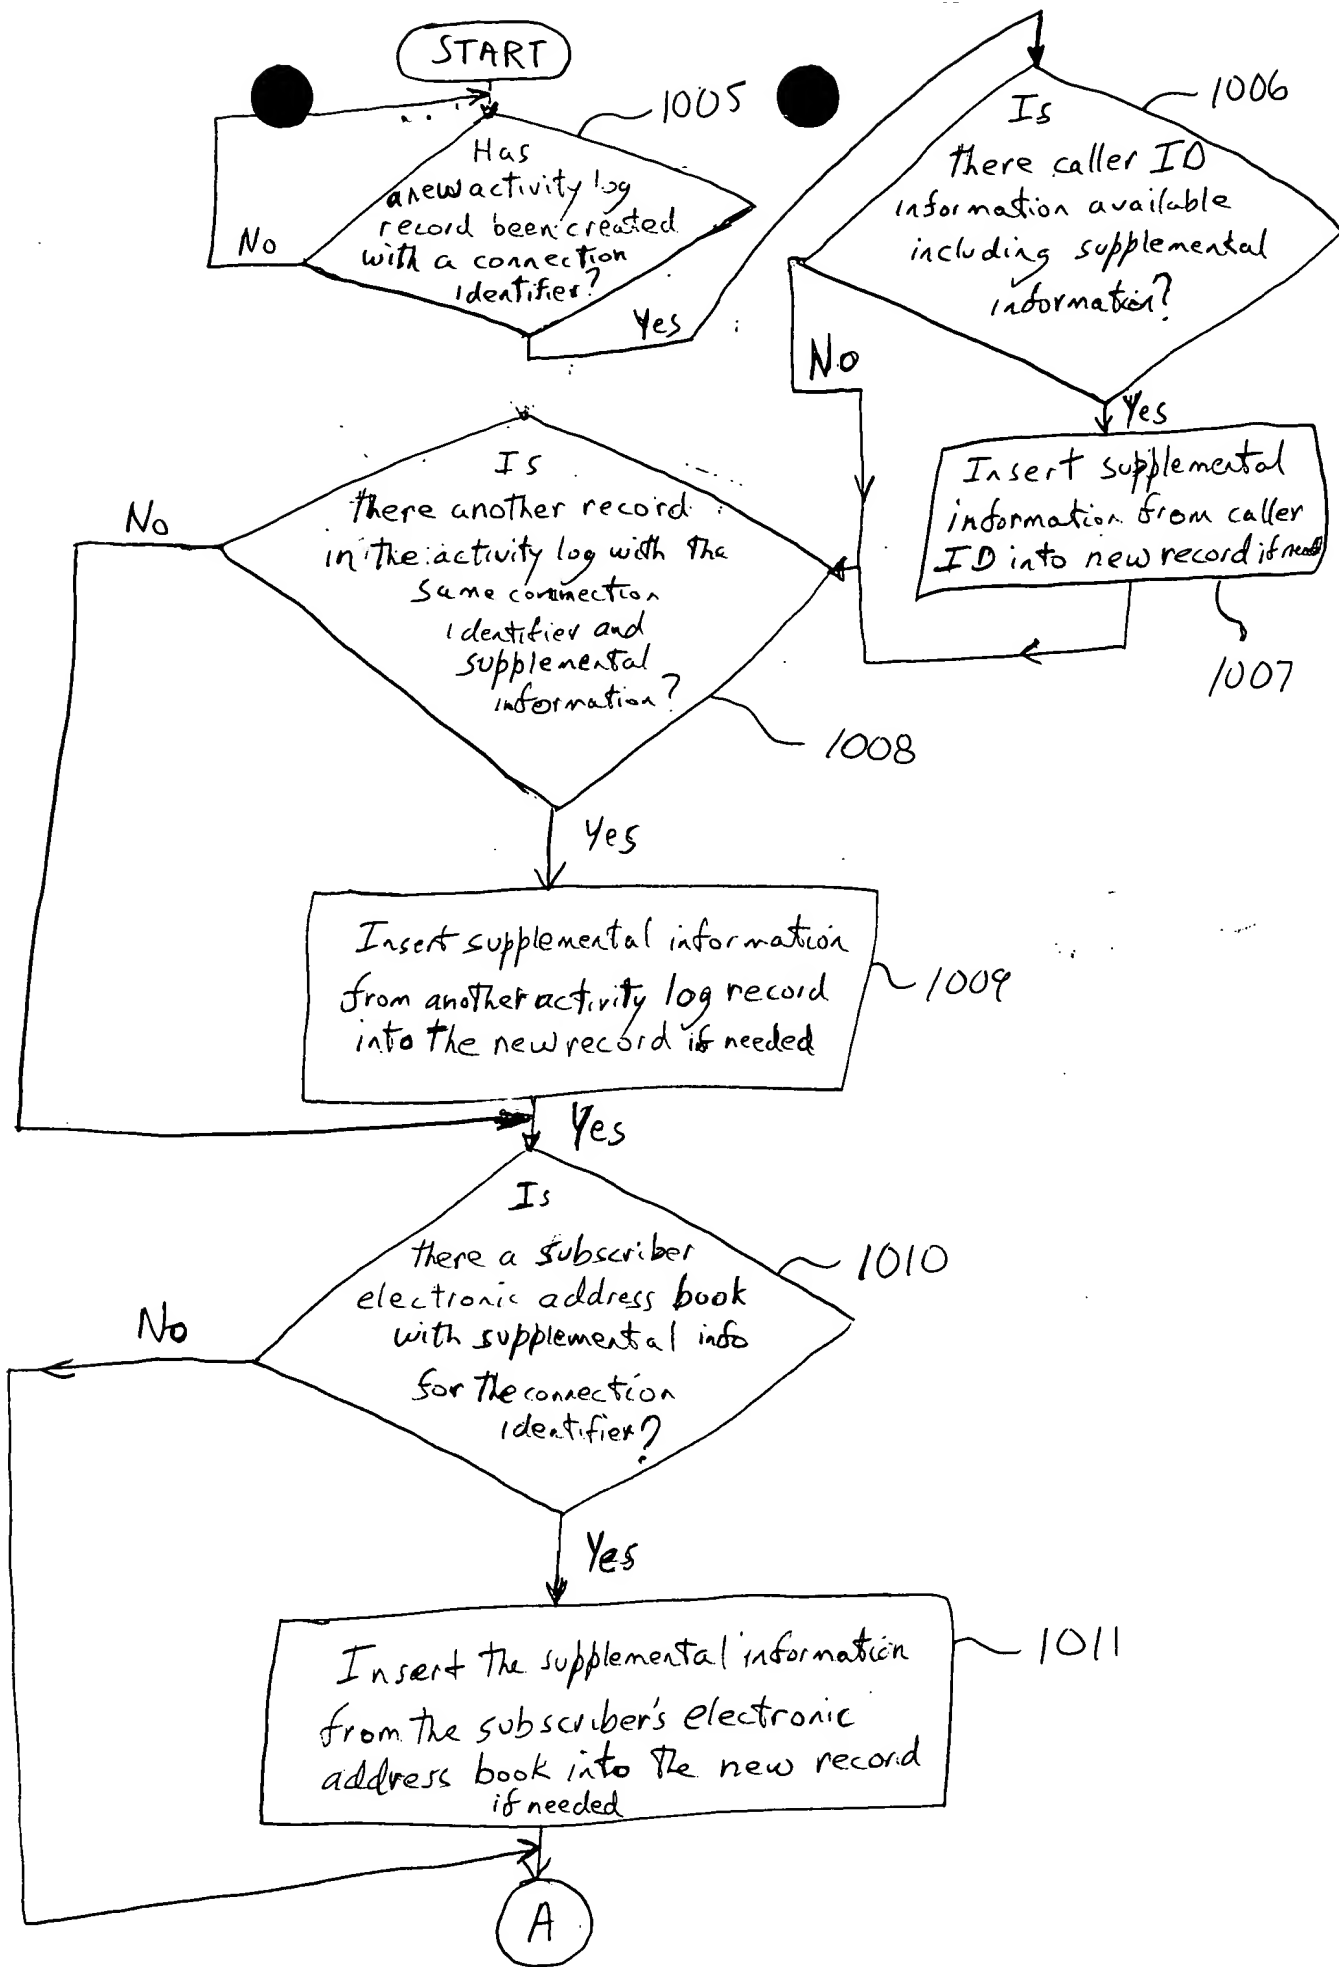 START
1005
Has
a new activity log
record been created
with a connection
identifier?
No
Yes
1006
Is
there caller ID
information available
including supplemental
information?
No
Yes
Insert supplemental
information from caller
ID into new record if
1007
Is
there another record
in the activity log with the
same connection
identifier and
supplemental
information?
No
1008
Yes
Insert supplemental information
from another activity log record
into the new record if needed
1009
Yes
Is
there a subscriber
electronic address book
with supplemental info
for the connection
identifier?
1010
No
Yes
Insert the supplemental information
from the subscriber's electronic
address book into the new record
if needed
1011
A